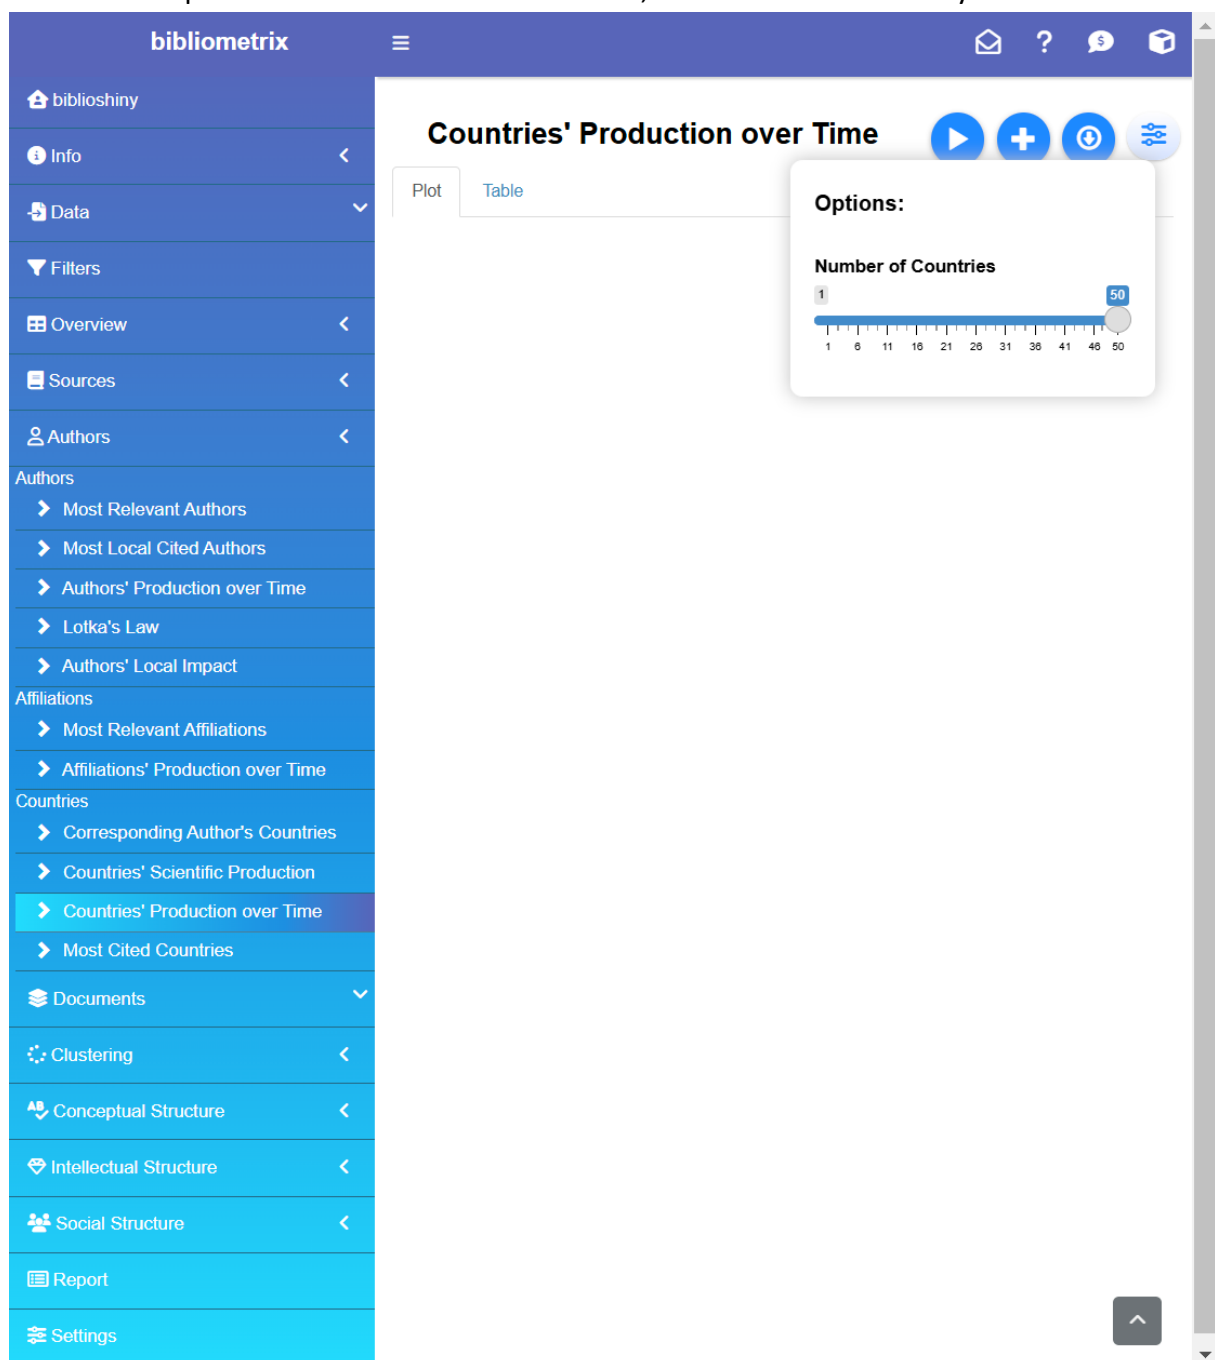 bibliometrix
biblioshiny
Info
Data
Filters
Overview
Sources
Authors
Authors
Most Relevant Authors
Most Local Cited Authors
Authors' Production over Time
Lotka's Law
Authors' Local Impact
Affiliations
Most Relevant Affiliations
Affiliations' Production over Time
Countries
Corresponding Author's Countries
Countries' Scientific Production
Countries' Production over Time
Most Cited Countries
Documents
Clustering
Conceptual Structure
Intellectual Structure
Social Structure
Report
Settings
Countries' Production over Time
Plot Table
Options:
Number of Countries
1 50
1 6 11 16 21 26 31 36 41 46 50